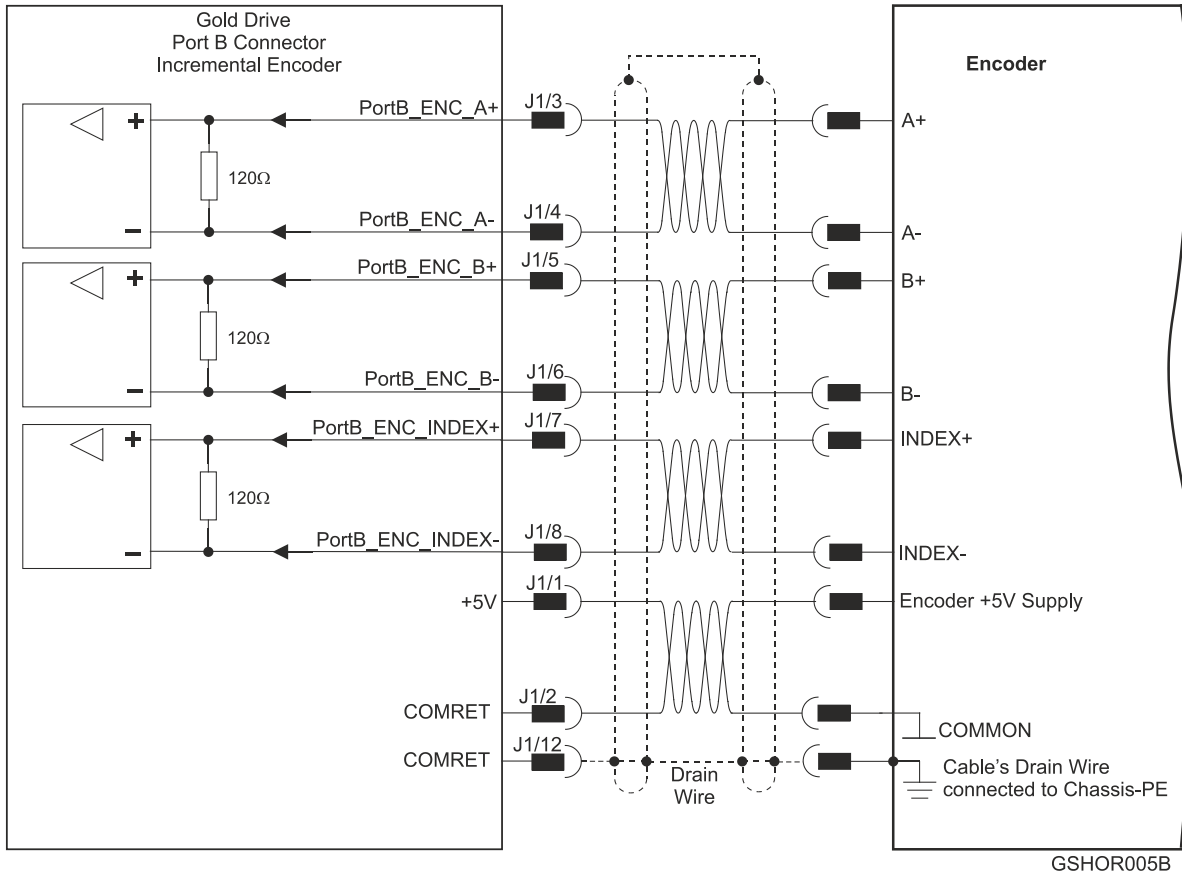 Gold Drive
Port B Connector
Incremental Encoder
Encoder
PortB_ENC_A+
J1/3
A+
120Ω
PortB_ENC_A-
J1/4
A-
PortB_ENC_B+
J1/5
B+
120Ω
PortB_ENC_B-
J1/6
B-
PortB_ENC_INDEX+
J1/7
INDEX+
120Ω
PortB_ENC_INDEX-
J1/8
INDEX-
+5V
J1/1
Encoder +5V Supply
COMRET
J1/2
COMMON
COMRET
J1/12
Drain
Wire
Cable's Drain Wire
connected to Chassis-PE
GSHOR005B